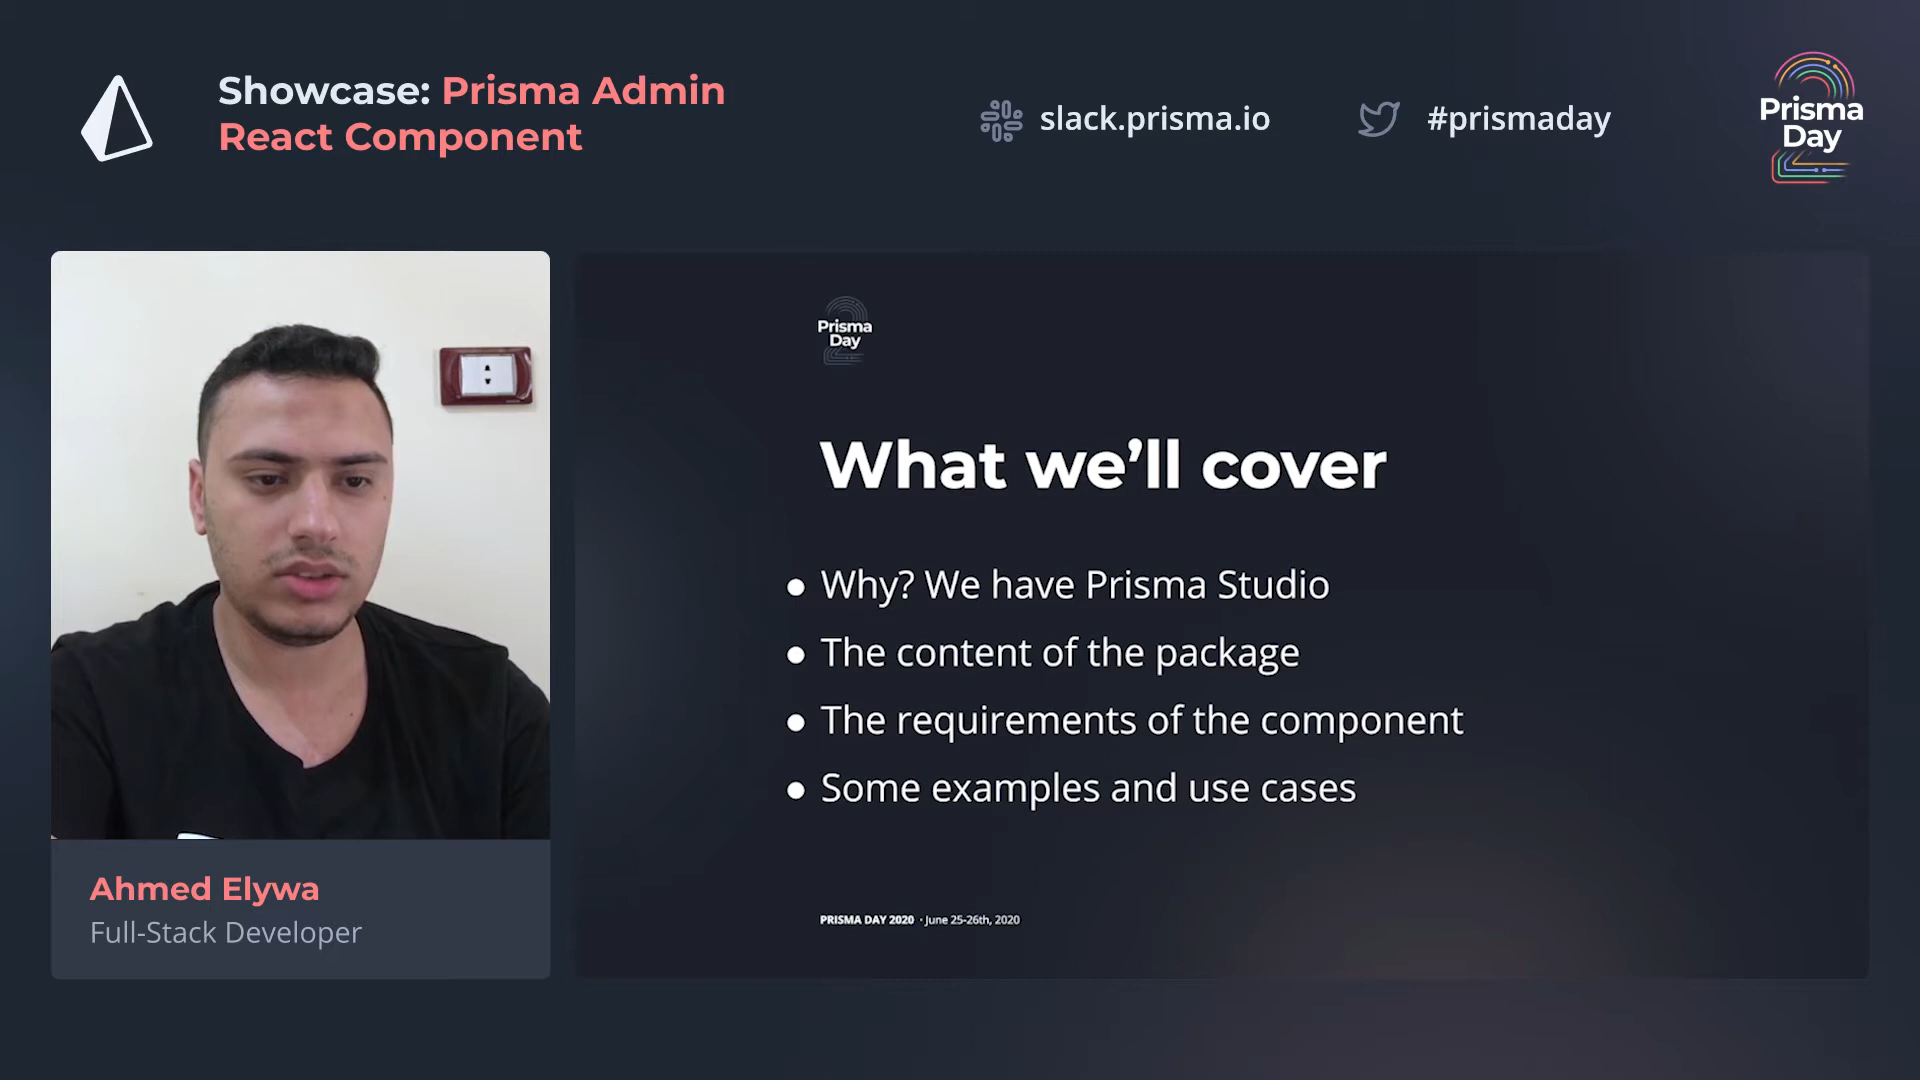 Showcase: Prisma Admin
React Component
slack.prisma.io
#prismaday
Prisma
Day
Prisma
Day
What we’ll cover
● Why? We have Prisma Studio
● The content of the package
● The requirements of the component
● Some examples and use cases
PRISMA DAY 2020 · June 25-26th, 2020
Ahmed Elywa
Full-Stack Developer